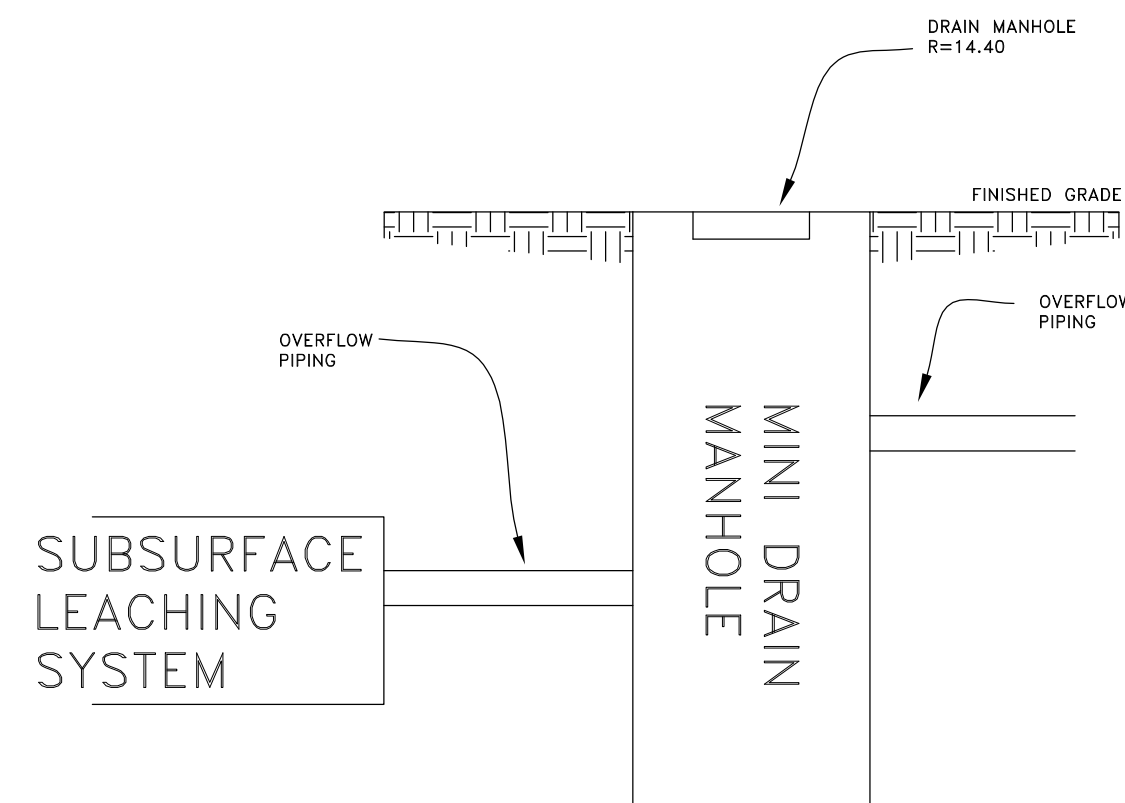 DRAIN MANHOLE
R=14.40
FINISHED GRADE
OVERFLOW
PIPING
OVERFLOW
PIPING
MINI DRAIN
MANHOLE
SUBSURFACE
LEACHING
SYSTEM